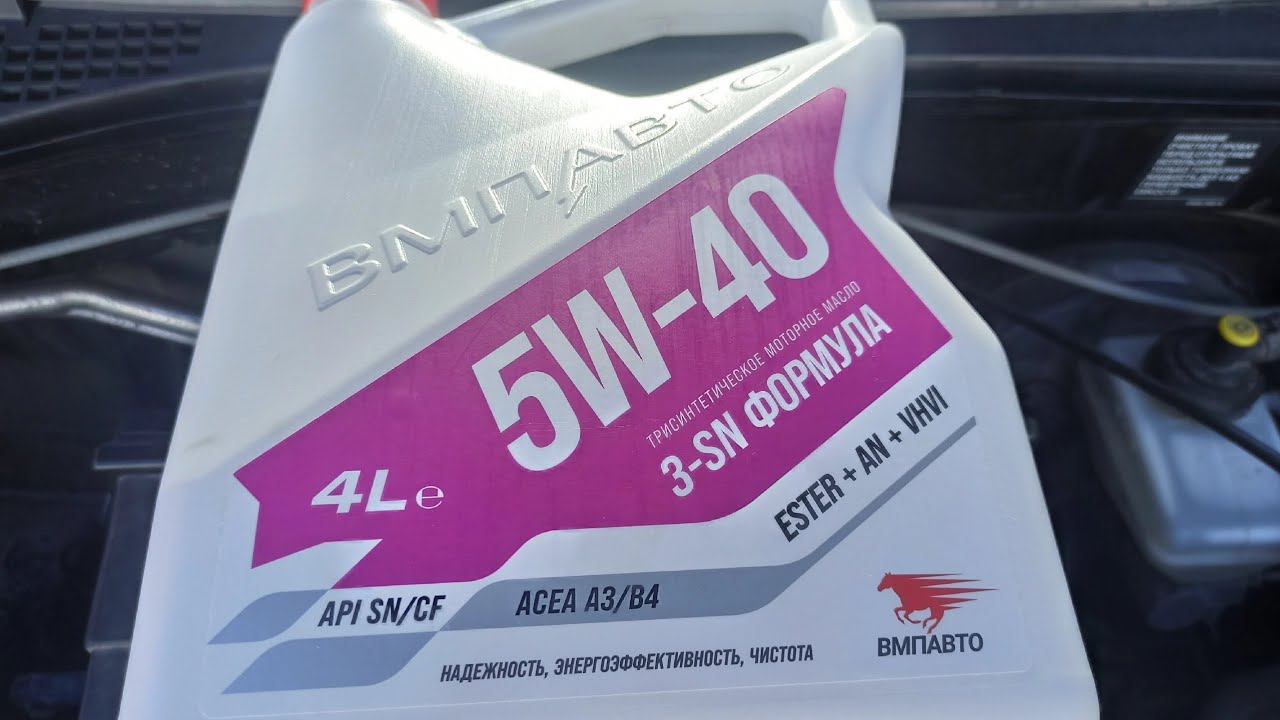 ВМПАВТО
5W-40
ТРИСИНТЕТИЧЕСКОЕ МОТОРНОЕ МАСЛО
3-SN ФОРМУЛА
4L℮
ESTER + AN + VHVI
API SN/CF
ACEA A3/B4
НАДЕЖНОСТЬ, ЭНЕРГОЭФФЕКТИВНОСТЬ, ЧИСТОТА
ВМПАВТО
ВНИМАНИЕ